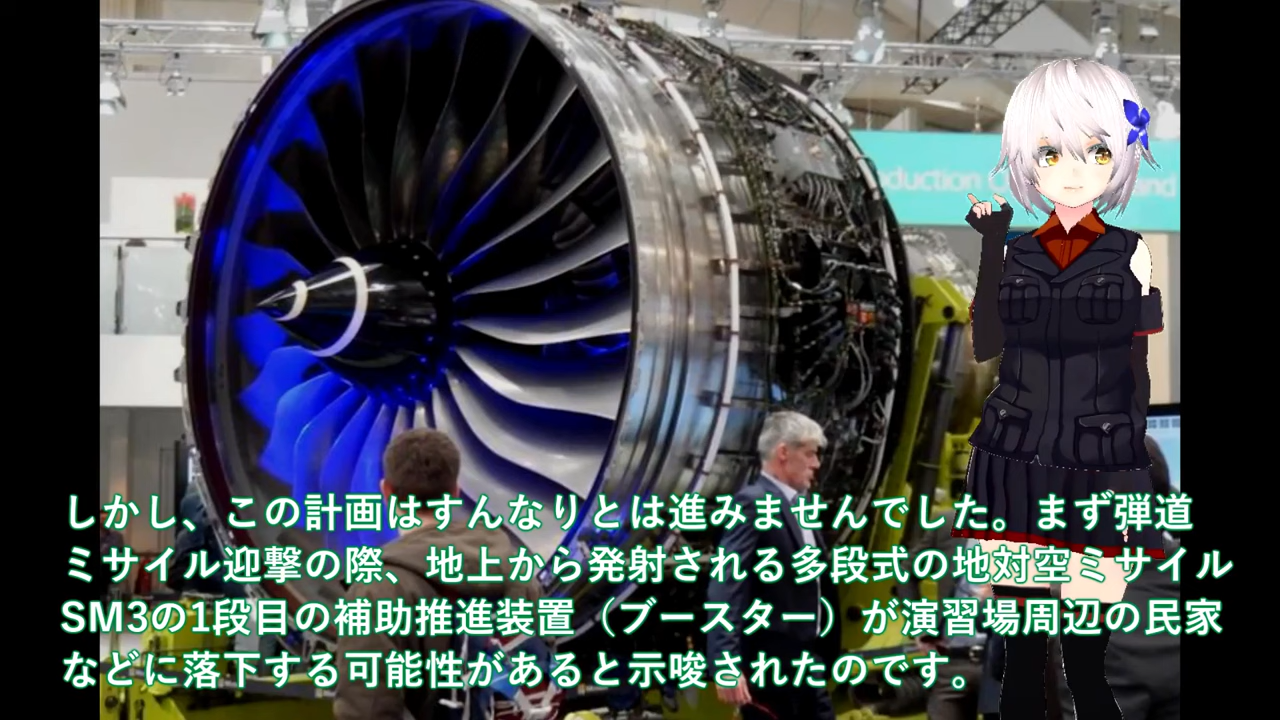 oduction
and
しかし、この計画はすんなりとは進みませんでした。まず弾道
ミサイル迎撃の際、地上から発射される多段式の地対空ミサイル
SM3の1段目の補助推進装置（ブースター）が演習場周辺の民家
などに落下する可能性があると示唆されたのです。